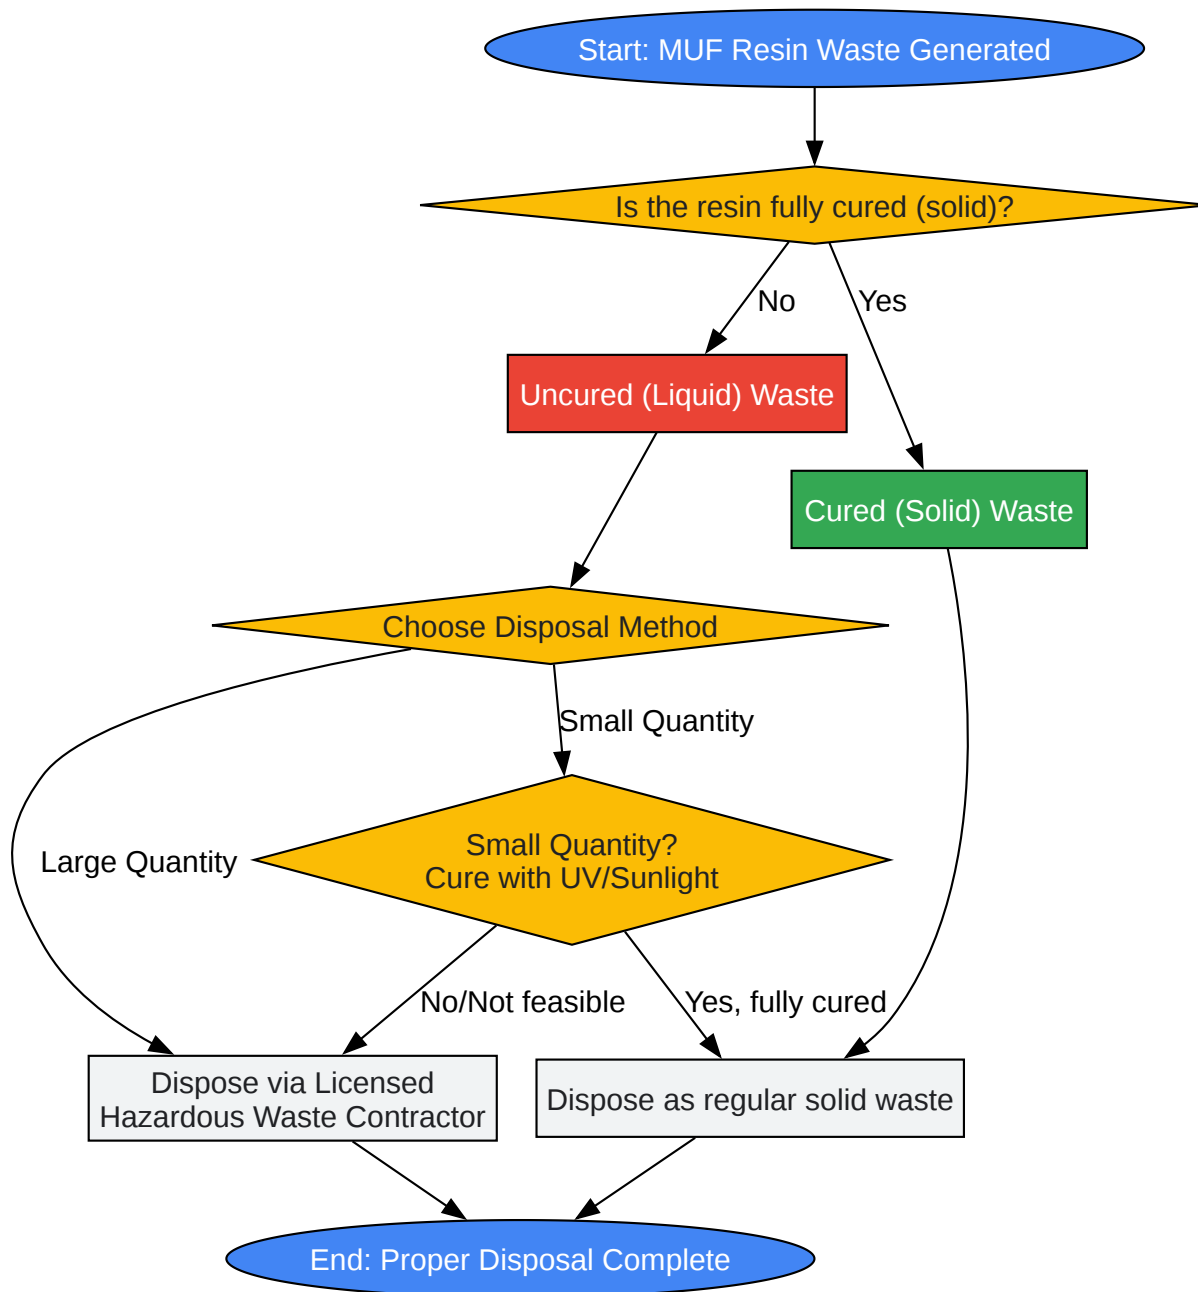 Start: MUF Resin Waste Generated
Is the resin fully cured (solid)?
No
Yes
Uncured (Liquid) Waste
Cured (Solid) Waste
Choose Disposal Method
Small Quantity
Large Quantity
Small Quantity?
Cure with UV/Sunlight
No/Not feasible
Yes, fully cured
Dispose via Licensed
Hazardous Waste Contractor
Dispose as regular solid waste
End: Proper Disposal Complete